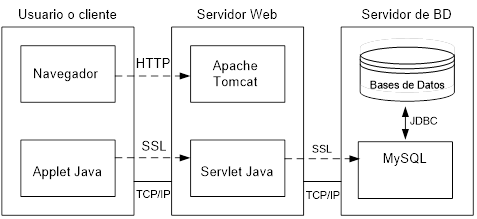 Usuario o cliente
Servidor Web
Servidor de BD
Navegador
HTTP
Apache
Tomcat
Bases de Datos
JDBC
Applet Java
SSL
Servlet Java
SSL
MySQL
TCP/IP
TCP/IP